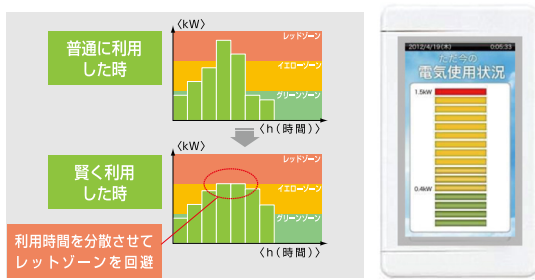 普通に利用
した時
〈kW〉
レッドゾーン
イエローゾーン
グリーンゾーン
〈h(時間)〉
賢く利用
した時
〈kW〉
レッドゾーン
イエローゾーン
グリーンゾーン
〈h(時間)〉
利用時間を分散させて
レットゾーンを回避
2012/4/19(木) 0:05:33
ただ今の
電気使用状況
1.5kW
0.4kW